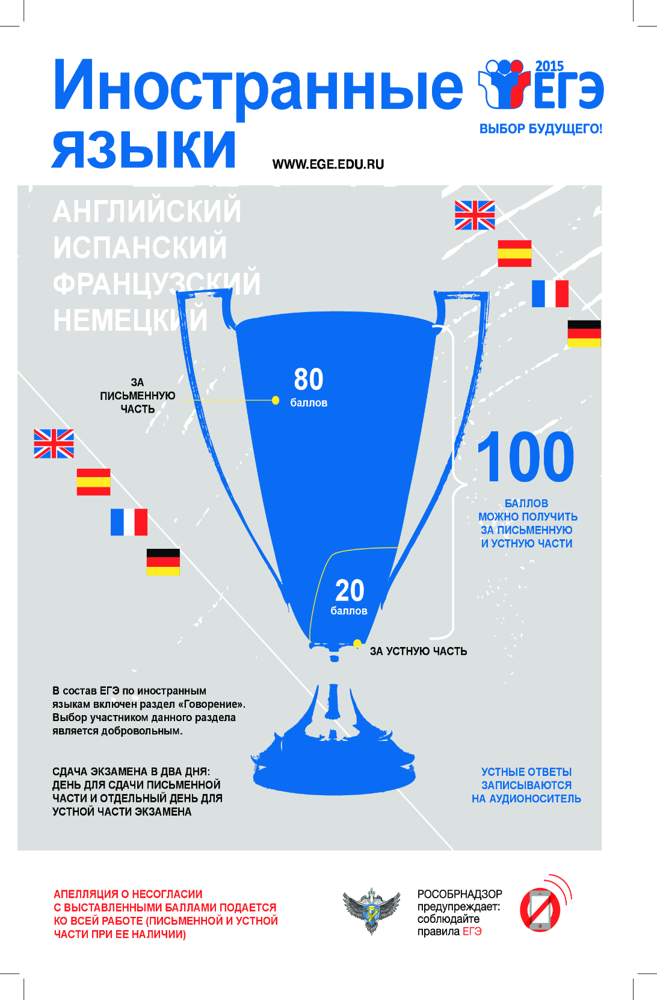 Иностранные
языки
2015
ЕГЭ
ВЫБОР БУДУЩЕГО!
WWW.EGE.EDU.RU
АНГЛИЙСКИЙ
ИСПАНСКИЙ
ФРАНЦУЗСКИЙ
НЕМЕЦКИЙ
ЗА
ПИСЬМЕННУЮ
ЧАСТЬ
80
баллов
100
БАЛЛОВ
МОЖНО ПОЛУЧИТЬ
ЗА ПИСЬМЕННУЮ
И УСТНУЮ ЧАСТИ
20
баллов
ЗА УСТНУЮ ЧАСТЬ
В состав ЕГЭ по иностранным
языкам включен раздел «Говорение».
Выбор участником данного раздела
является добровольным.
СДАЧА ЭКЗАМЕНА В ДВА ДНЯ:
ДЕНЬ ДЛЯ СДАЧИ ПИСЬМЕННОЙ
ЧАСТИ И ОТДЕЛЬНЫЙ ДЕНЬ ДЛЯ
УСТНОЙ ЧАСТИ ЭКЗАМЕНА
УСТНЫЕ ОТВЕТЫ
ЗАПИСЫВАЮТСЯ
НА АУДИОНОСИТЕЛЬ
АПЕЛЛЯЦИЯ О НЕСОГЛАСИИ
С ВЫСТАВЛЕННЫМИ БАЛЛАМИ ПОДАЕТСЯ
КО ВСЕЙ РАБОТЕ (ПИСЬМЕННОЙ И УСТНОЙ
ЧАСТИ ПРИ ЕЕ НАЛИЧИИ)
РОСОБРНАДЗОР
предупреждает:
соблюдайте
правила ЕГЭ